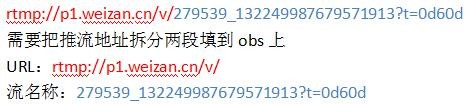 rtmp://p1.weizan.cn/v/279539_132249987679571913?t=0d60d
需要把推流地址拆分两段填到 obs 上
URL：rtmp://p1.weizan.cn/v/
流名称：279539_132249987679571913?t=0d60d